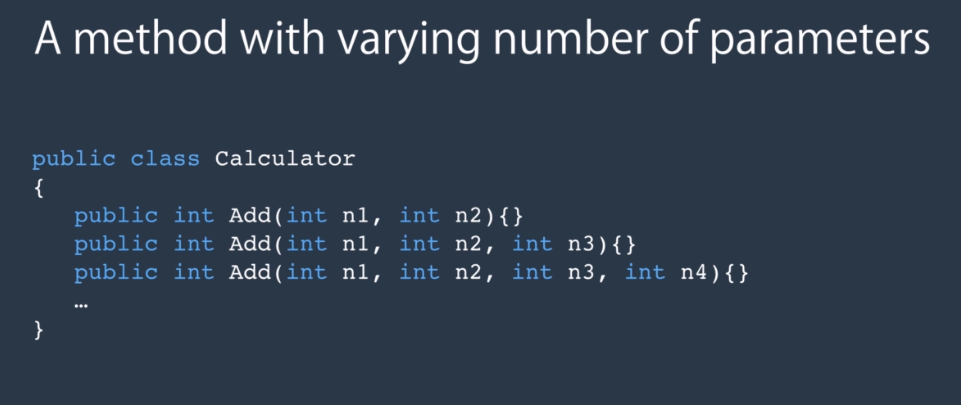 A method with varying number of parameters
public class Calculator
{
public int Add(int n1, int n2){}
public int Add(int n1, int n2, int n3){}
public int Add(int n1, int n2, int n3, int n4){}
…
}